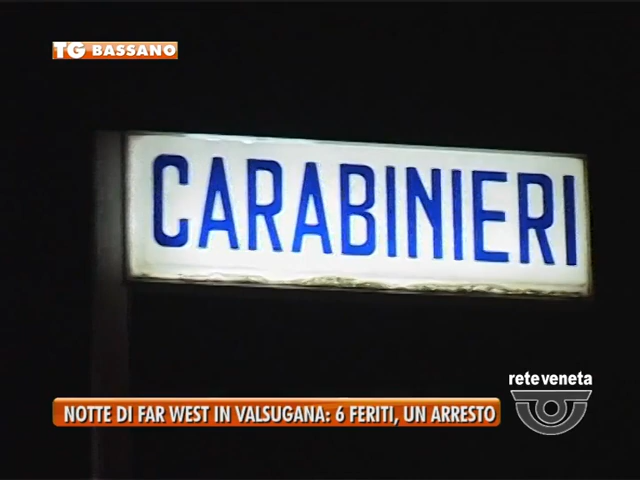 TG BASSANO
CARABINIERI
reteveneta
NOTTE DI FAR WEST IN VALSUGANA: 6 FERITI, UN ARRESTO